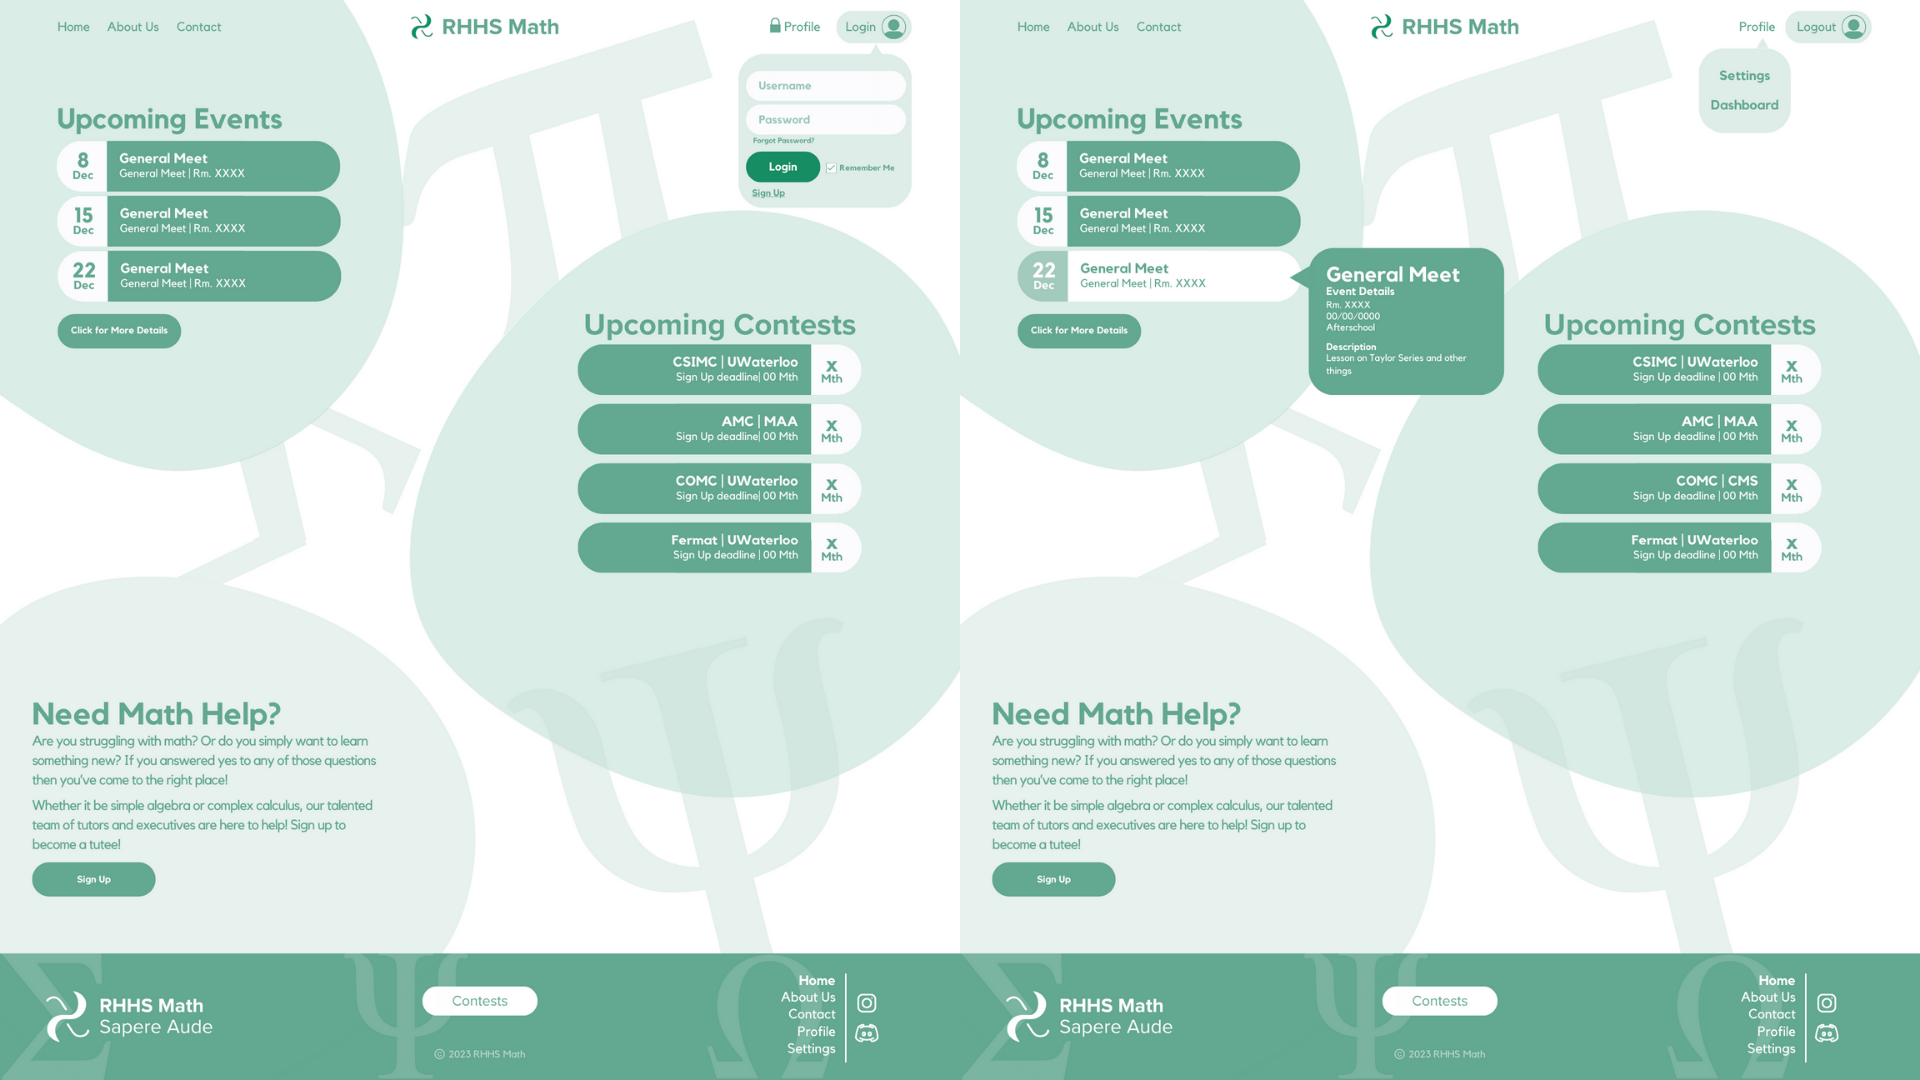 Home About Us Contact
RHHS Math
Profile
Login
Username
Password
Forgot Password?
Login
Remember Me
Sign Up
Upcoming Events
8
Dec
General Meet
General Meet | Rm. XXXX
15
Dec
General Meet
General Meet | Rm. XXXX
22
Dec
General Meet
General Meet | Rm. XXXX
Click for More Details
Upcoming Contests
CSIMC | UWaterloo
Sign Up deadline| 00 Mth
X
Mth
AMC | MAA
Sign Up deadline| 00 Mth
X
Mth
COMC | UWaterloo
Sign Up deadline| 00 Mth
X
Mth
Fermat | UWaterloo
Sign Up deadline | 00 Mth
X
Mth
Need Math Help?
Are you struggling with math? Or do you simply want to learn
something new? If you answered yes to any of those questions
then you've come to the right place!
Whether it be simple algebra or complex calculus, our talented
team of tutors and executives are here to help! Sign up to
become a tutee!
Sign Up
RHHS Math
Sapere Aude
Contests
© 2023 RHHS Math
Home
About Us
Contact
Profile
Settings
Home About Us Contact
RHHS Math
Profile
Logout
Settings
Dashboard
Upcoming Events
8
Dec
General Meet
General Meet | Rm. XXXX
15
Dec
General Meet
General Meet | Rm. XXXX
22
Dec
General Meet
General Meet | Rm. XXXX
General Meet
Event Details
Rm. XXXX
00/00/0000
Afterschool
Description
Lesson on Taylor Series and other
things
Click for More Details
Upcoming Contests
CSIMC | UWaterloo
Sign Up deadline | 00 Mth
X
Mth
AMC | MAA
Sign Up deadline | 00 Mth
X
Mth
COMC | CMS
Sign Up deadline | 00 Mth
X
Mth
Fermat | UWaterloo
Sign Up deadline | 00 Mth
X
Mth
Need Math Help?
Are you struggling with math? Or do you simply want to learn
something new? If you answered yes to any of those questions
then you've come to the right place!
Whether it be simple algebra or complex calculus, our talented
team of tutors and executives are here to help! Sign up to
become a tutee!
Sign Up
RHHS Math
Sapere Aude
Contests
© 2023 RHHS Math
Home
About Us
Contact
Profile
Settings